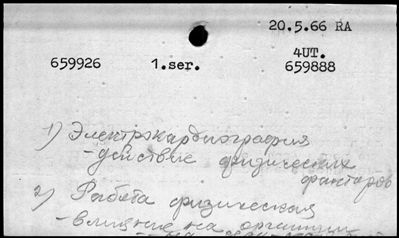 20.5.66 RA
4UT.
659926 1.ser. 659888
1) Электрокардиография
- действие физических
факторов
2) Работа физическая
- влияние на организм